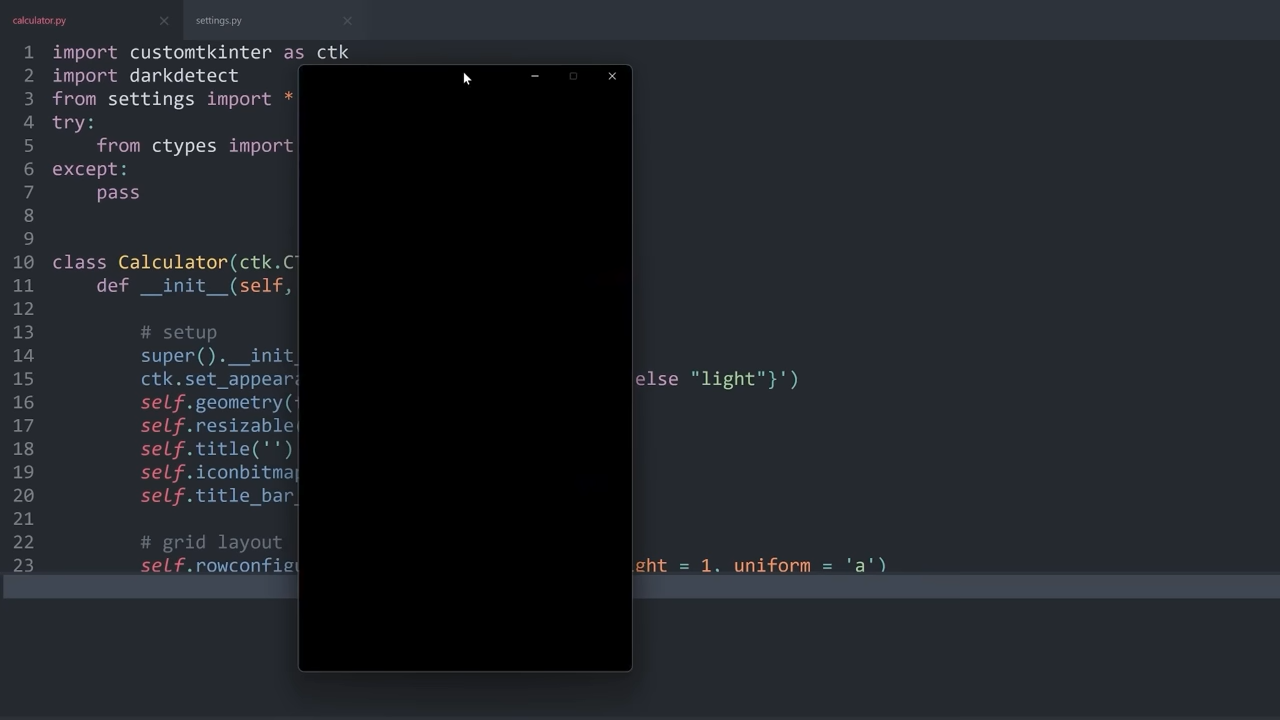 calculator.py
settings.py
1 import customtkinter as ctk
2 import darkdetect
3 from settings import *
4 try:
5 from ctypes import
6 except:
7 pass
8
9
10 class Calculator(ctk.CT
11 def __init__(self,
12
13 # setup
14 super().__init_
15 ctk.set_appeara else "light"}')
16 self.geometry(
17 self.resizable(
18 self.title('')
19 self.iconbitmap
20 self.title_bar_
21
22 # grid layout
23 self.rowconfigu ght = 1, uniform = 'a')